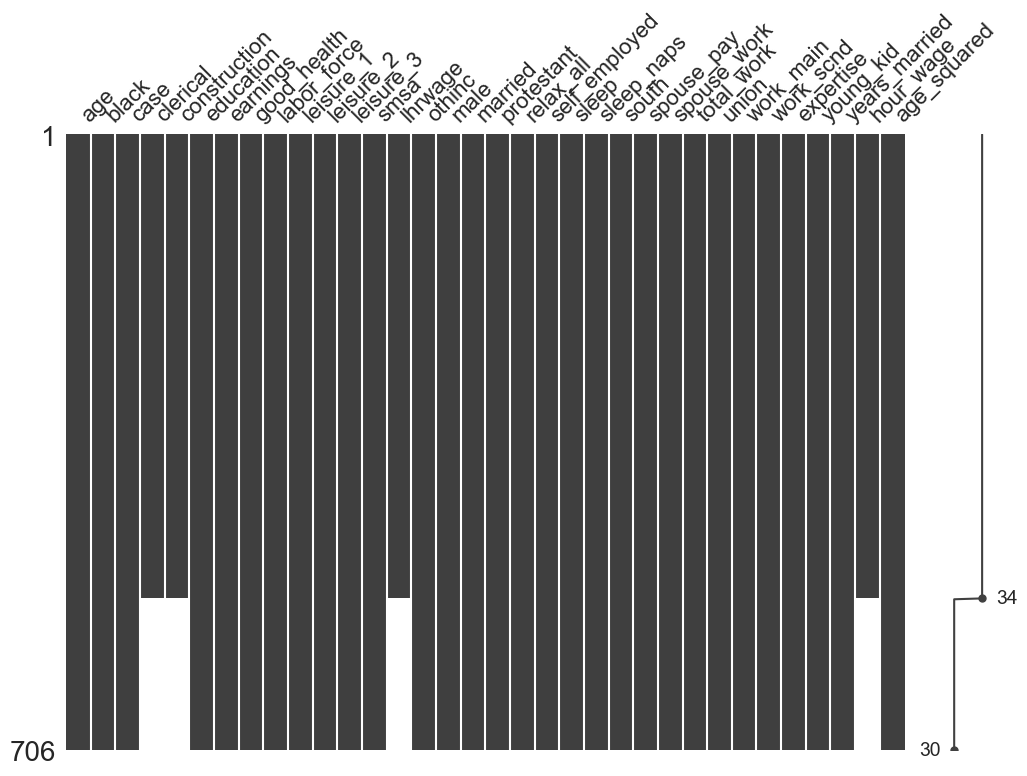 age
black
case
clerical
construction
education
earnings
good_health
labor_force
leisure_1
leisure_2
leisure_3
smsa
lhrwage
othinc
male
married
protestant
relax_all
self_employed
sleep
sleep_naps
south
spouse_pay
spouse_work
total_work
union
work_main
work_scnd
expertise
young_kid
years_married
hour_wage
age_squared
1
34
706
30